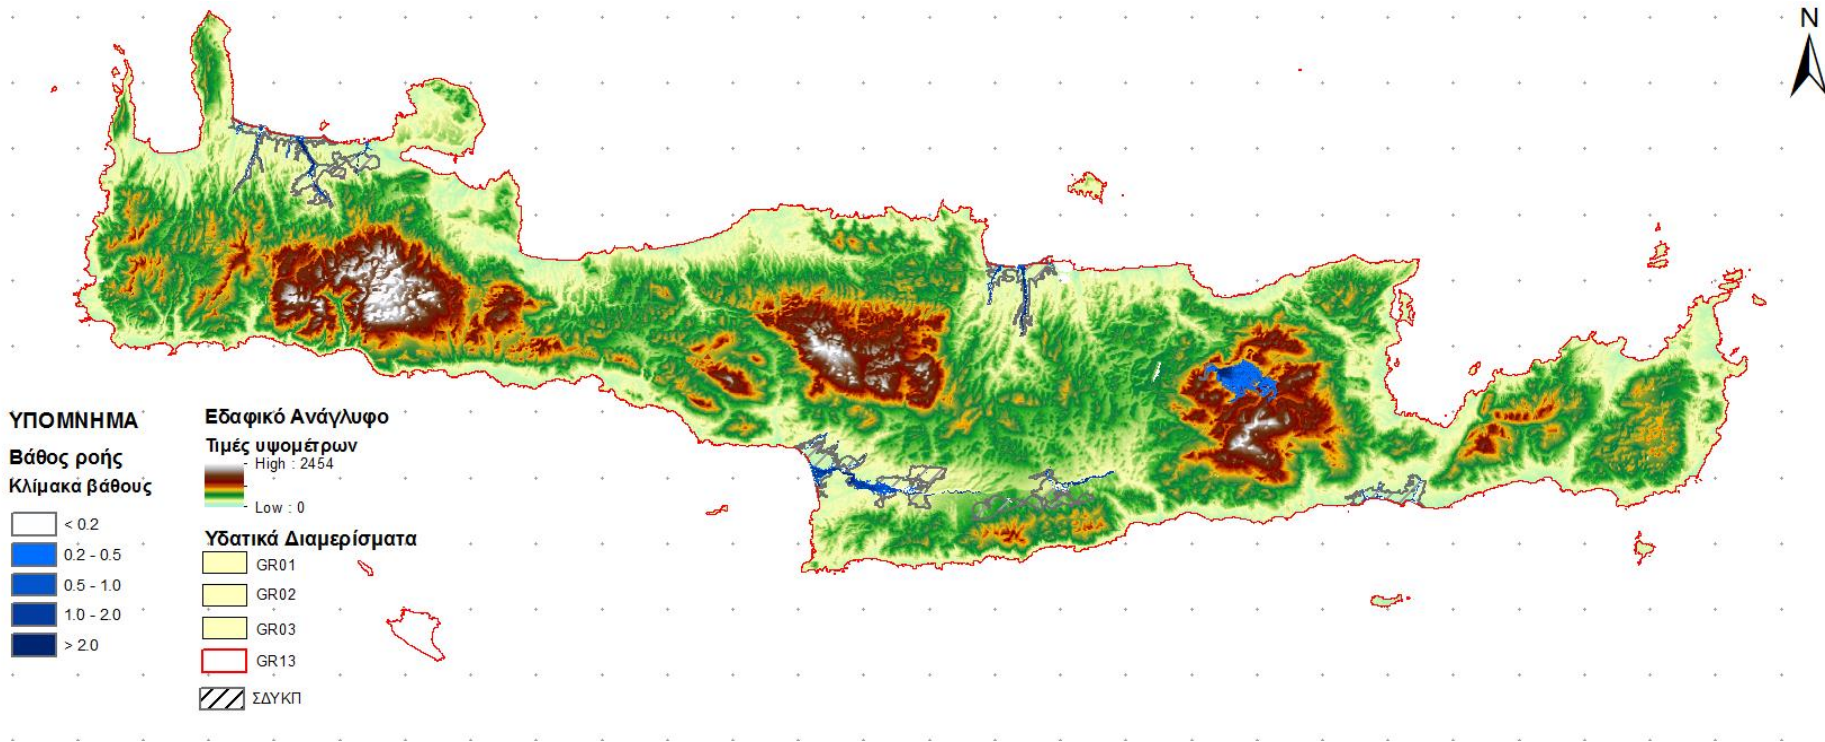 N
ΥΠΟΜΝΗΜΑ
Βάθος ροής
Κλίμακα βάθους
< 0.2
0.2 - 0.5
0.5 - 1.0
1.0 - 2.0
> 2.0
Εδαφικό Ανάγλυφο
Τιμές υψομέτρων
High : 2454
Low : 0
Υδατικά Διαμερίσματα
GR01
GR02
GR03
GR13
ΣΔΥΚΠ